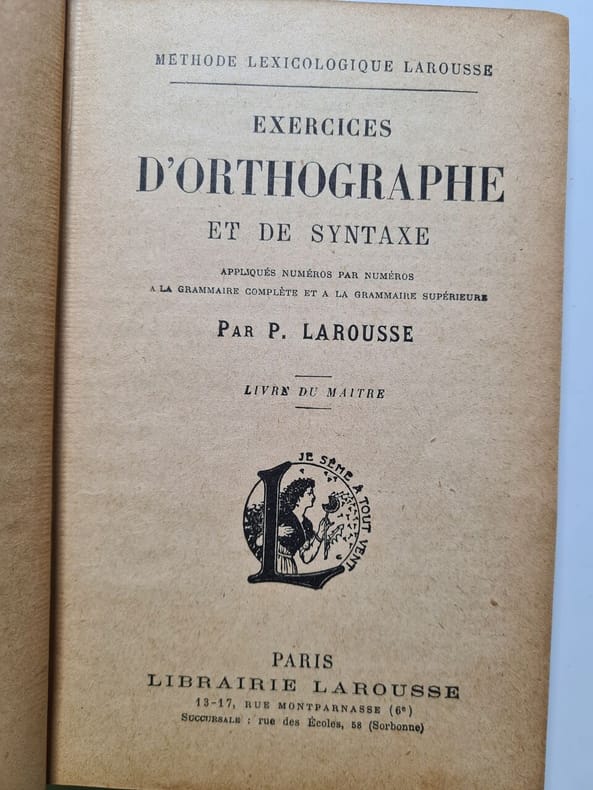 MÉTHODE LEXICOLOGIQUE LAROUSSE
EXERCICES
D'ORTHOGRAPHE
ET DE SYNTAXE
APPLIQUÉS NUMÉROS PAR NUMÉROS
A LA GRAMMAIRE COMPLÈTE ET A LA GRAMMAIRE SUPÉRIEURE
PAR P. LAROUSSE
LIVRE DU MAITRE
JE SÈME À TOUT VENT
L
PARIS
LIBRAIRIE LAROUSSE
13-17, RUE MONTPARNASSE (6e)
SUCCURSALE : rue des Écoles, 58 (Sorbonne)